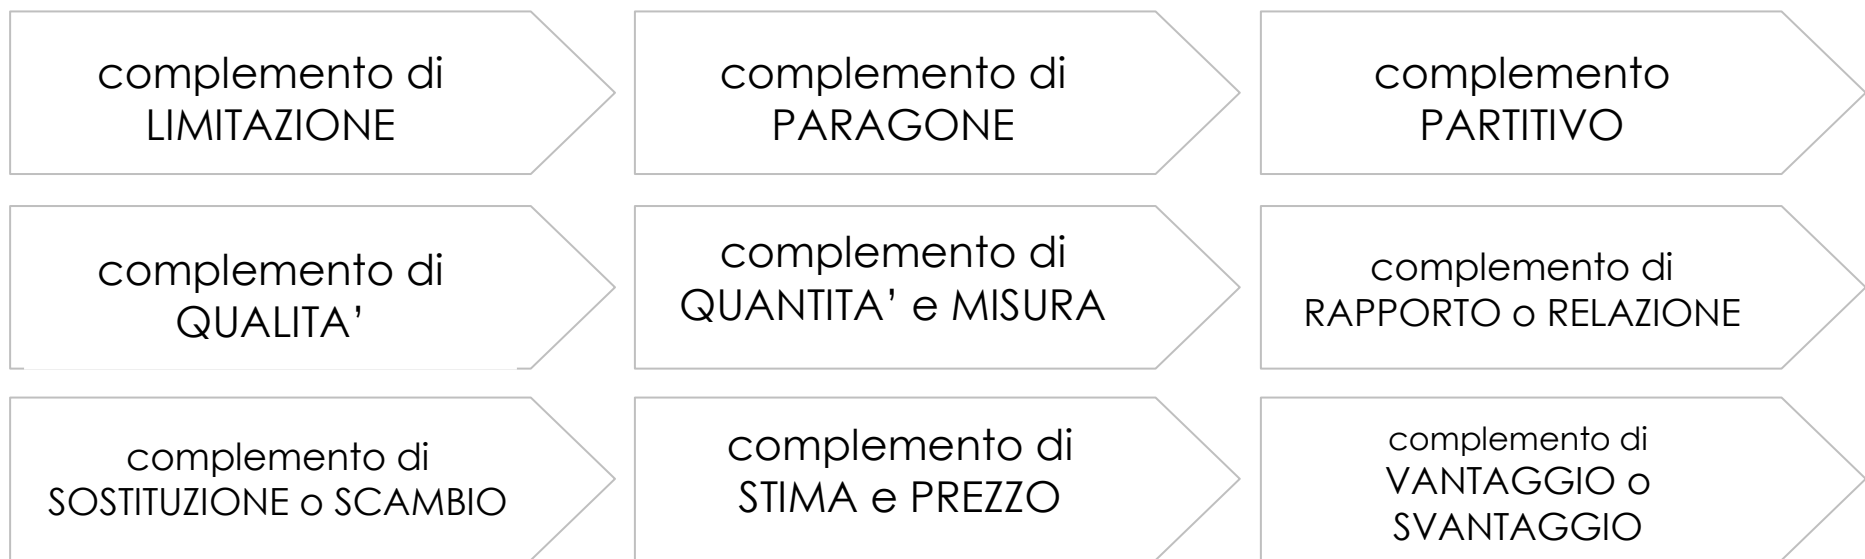 complemento di
LIMITAZIONE
complemento di
PARAGONE
complemento
PARTITIVO
complemento di
QUALITA’
complemento di
QUANTITA’ e MISURA
complemento di
RAPPORTO o RELAZIONE
complemento di
SOSTITUZIONE o SCAMBIO
complemento di
STIMA e PREZZO
complemento di
VANTAGGIO o
SVANTAGGIO